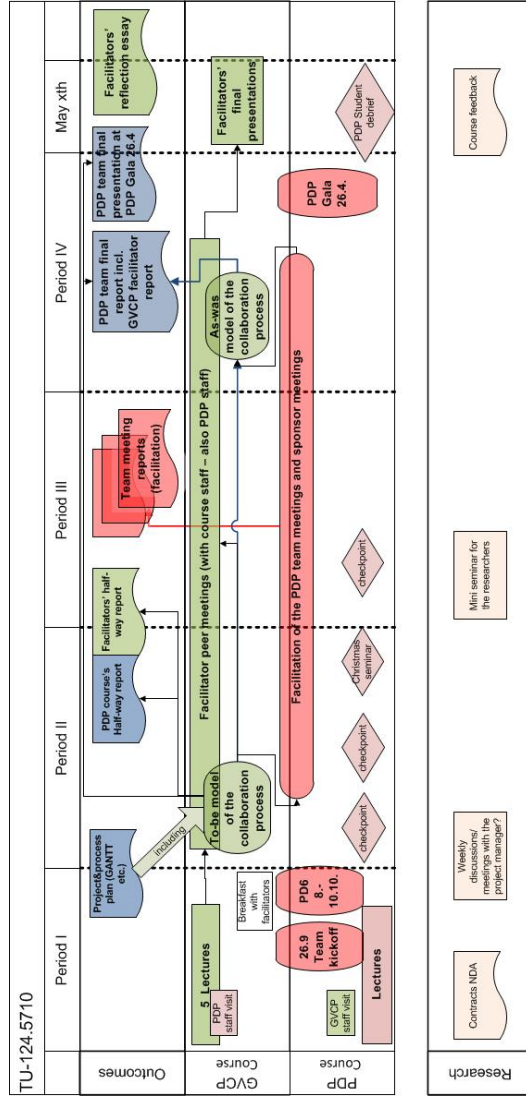 TU-124.5710
Period I
Period II
Period III
Period IV
May xth
Outcomes
Project&process
plan (GANTT
etc.)
including
PDP course's
Half-way report
Facilitators' half-
way report
Team meeting
reports
(facilitation)
PDP team final
report incl.
GVCP facilitator
report
PDP team final
presentation at
PDP Gala 26.4
Facilitators'
reflection essay
GVCP
Course
5 Lectures
PDP
staff visit
Breakfast with
facilitators
To-be model
of the
collaboration
process
Facilitator peer meetings (with course staff – also PDP staff)
As-was
model of the
collaboration
process
Facilitators'
final
presentations
PDP
Course
GVCP
staff visit
Lectures
26.9
Team
kickoff
PD6
8.-
10.10.
Facilitation of the PDP team meetings and sponsor meetings
checkpoint
checkpoint
Christmas
seminar
checkpoint
PDP
Gala
26.4.
PDP Student
debrief
Research
Contracts NDA
Weekly
discussions/
meetings with the
project manager?
Mini seminar for
the researchers
Course feedback